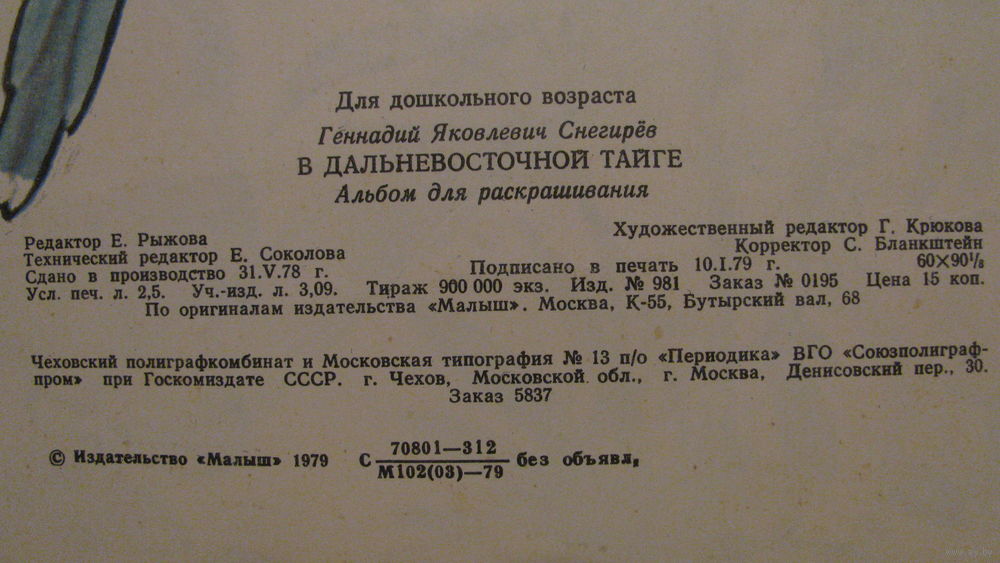 Для дошкольного возраста
Геннадий Яковлевич Снегирёв
В ДАЛЬНЕВОСТОЧНОЙ ТАЙГЕ
Альбом для раскрашивания
Редактор Е. Рыжова
Технический редактор Е. Соколова
Художественный редактор Г. Крюкова
Корректор С. Бланкштейн
Сдано в производство 31.V.78 г. Подписано в печать 10.I.79 г. 60×90⅛
Усл. печ. л. 2,5. Уч.-изд. л. 3,09. Тираж 900 000 экз. Изд. № 981 Заказ № 0195 Цена 15 коп.
По оригиналам издательства «Малыш». Москва, К-55, Бутырский вал, 68
Чеховский полиграфкомбинат и Московская типография № 13 п/о «Периодика» ВГО «Союзполиграф-
пром» при Госкомиздате СССР. г. Чехов, Московской обл., г. Москва, Денисовский пер., 30.
Заказ 5837
© Издательство «Малыш» 1979 С 70801—312 / М102(03)—79 без объявл,
www.ay.by